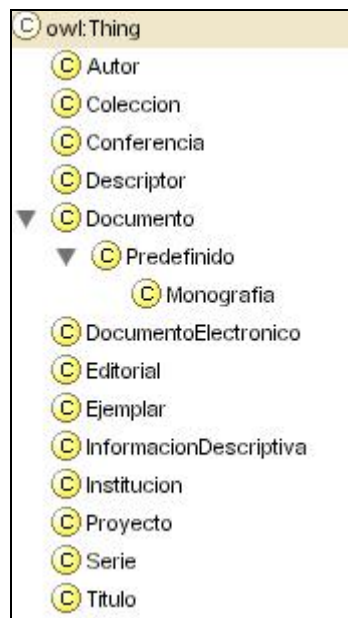 C owl:Thing
C Autor
C Coleccion
C Conferencia
C Descriptor
C Documento
C Predefinido
C Monografia
C DocumentoElectronico
C Editorial
C Ejemplar
C InformacionDescriptiva
C Institucion
C Proyecto
C Serie
C Titulo